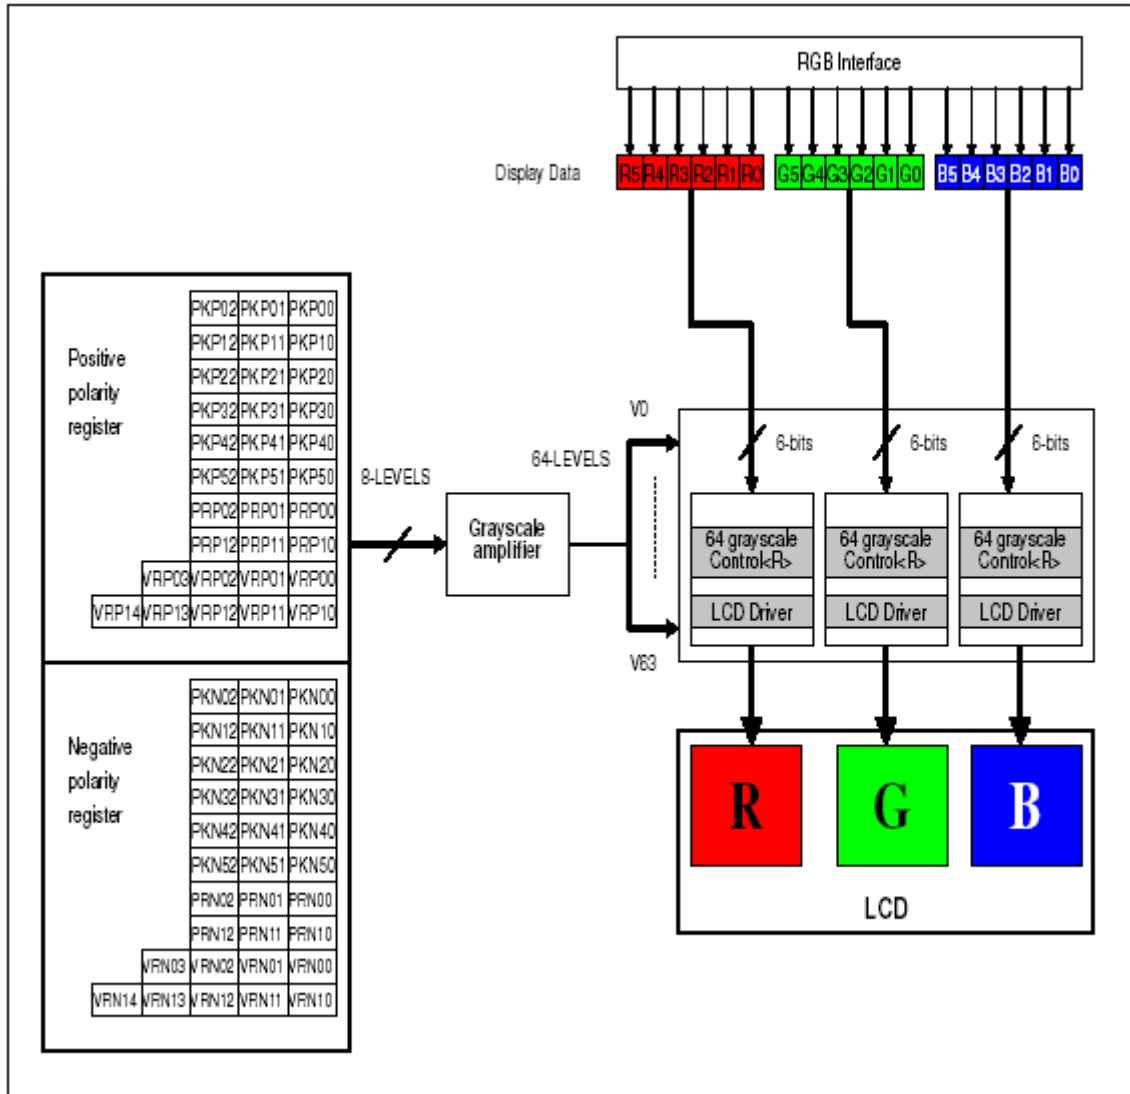 RGB Interface
Display Data
R5 R4 R3 R2 R1 R0 G5 G4 G3 G2 G1 G0 B5 B4 B3 B2 B1 B0
Positive
polarity
register
PKP02 PKP01 PKP00
PKP12 PKP11 PKP10
PKP22 PKP21 PKP20
PKP32 PKP31 PKP30
PKP42 PKP41 PKP40
PKP52 PKP51 PKP50
PRP02 PRP01 PRP00
PRP12 PRP11 PRP10
VRP03 VRP02 VRP01 VRP00
VRP14 VRP13 VRP12 VRP11 VRP10
Negative
polarity
register
PKN02 PKN01 PKN00
PKN12 PKN11 PKN10
PKN22 PKN21 PKN20
PKN32 PKN31 PKN30
PKN42 PKN41 PKN40
PKN52 PKN51 PKN50
PRN02 PRN01 PRN00
PRN12 PRN11 PRN10
VRN03 VRN02 VRN01 VRN00
VRN14 VRN13 VRN12 VRN11 VRN10
8-LEVELS
Grayscale
amplifier
64-LEVELS
V0
V63
6-bits 6-bits 6-bits
64 grayscale
Control<R>
LCD Driver
64 grayscale
Control<R>
LCD Driver
64 grayscale
Control<R>
LCD Driver
R G B
LCD